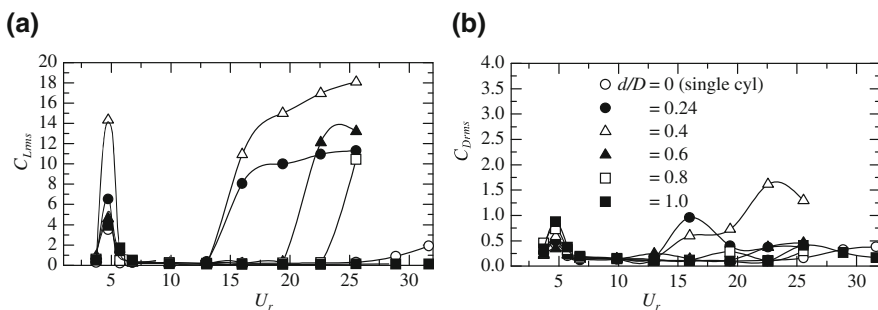 (a)
20
18
16
14
12
10
8
6
4
2
0
C_Lrms
5 10 15 20 25 30
U_r
(b)
4.0
3.5
3.0
2.5
2.0
1.5
1.0
0.5
0.0
C_Drms
d/D = 0 (single cyl)
= 0.24
= 0.4
= 0.6
= 0.8
= 1.0
5 10 15 20 25 30
U_r